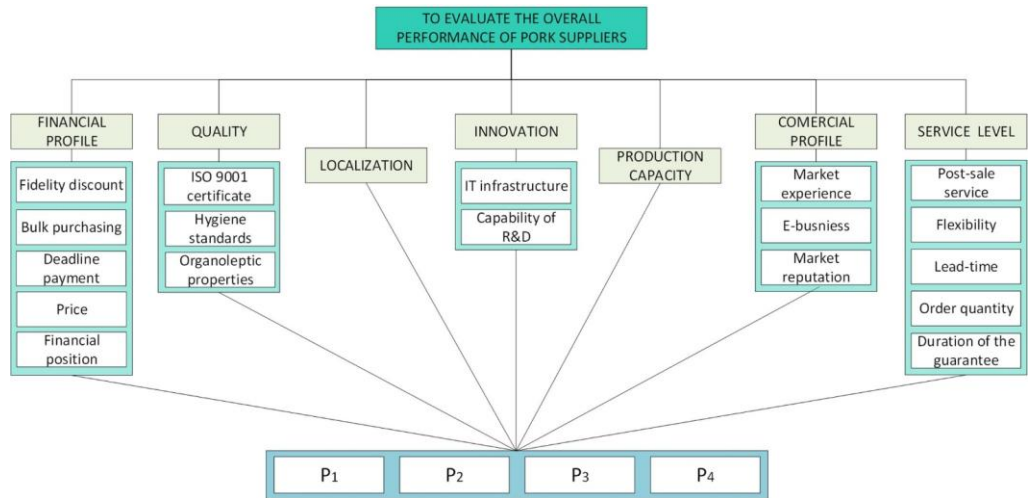 TO EVALUATE THE OVERALL
PERFORMANCE OF PORK SUPPLIERS
FINANCIAL
PROFILE
Fidelity discount
Bulk purchasing
Deadline
payment
Price
Financial
position
QUALITY
ISO 9001
certificate
Hygiene
standards
Organoleptic
properties
LOCALIZATION
INNOVATION
IT infrastructure
Capability of
R&D
PRODUCTION
CAPACITY
COMERCIAL
PROFILE
Market
experience
E-busniess
Market
reputation
SERVICE LEVEL
Post-sale
service
Flexibility
Lead-time
Order quantity
Duration of the
guarantee
P1
P2
P3
P4